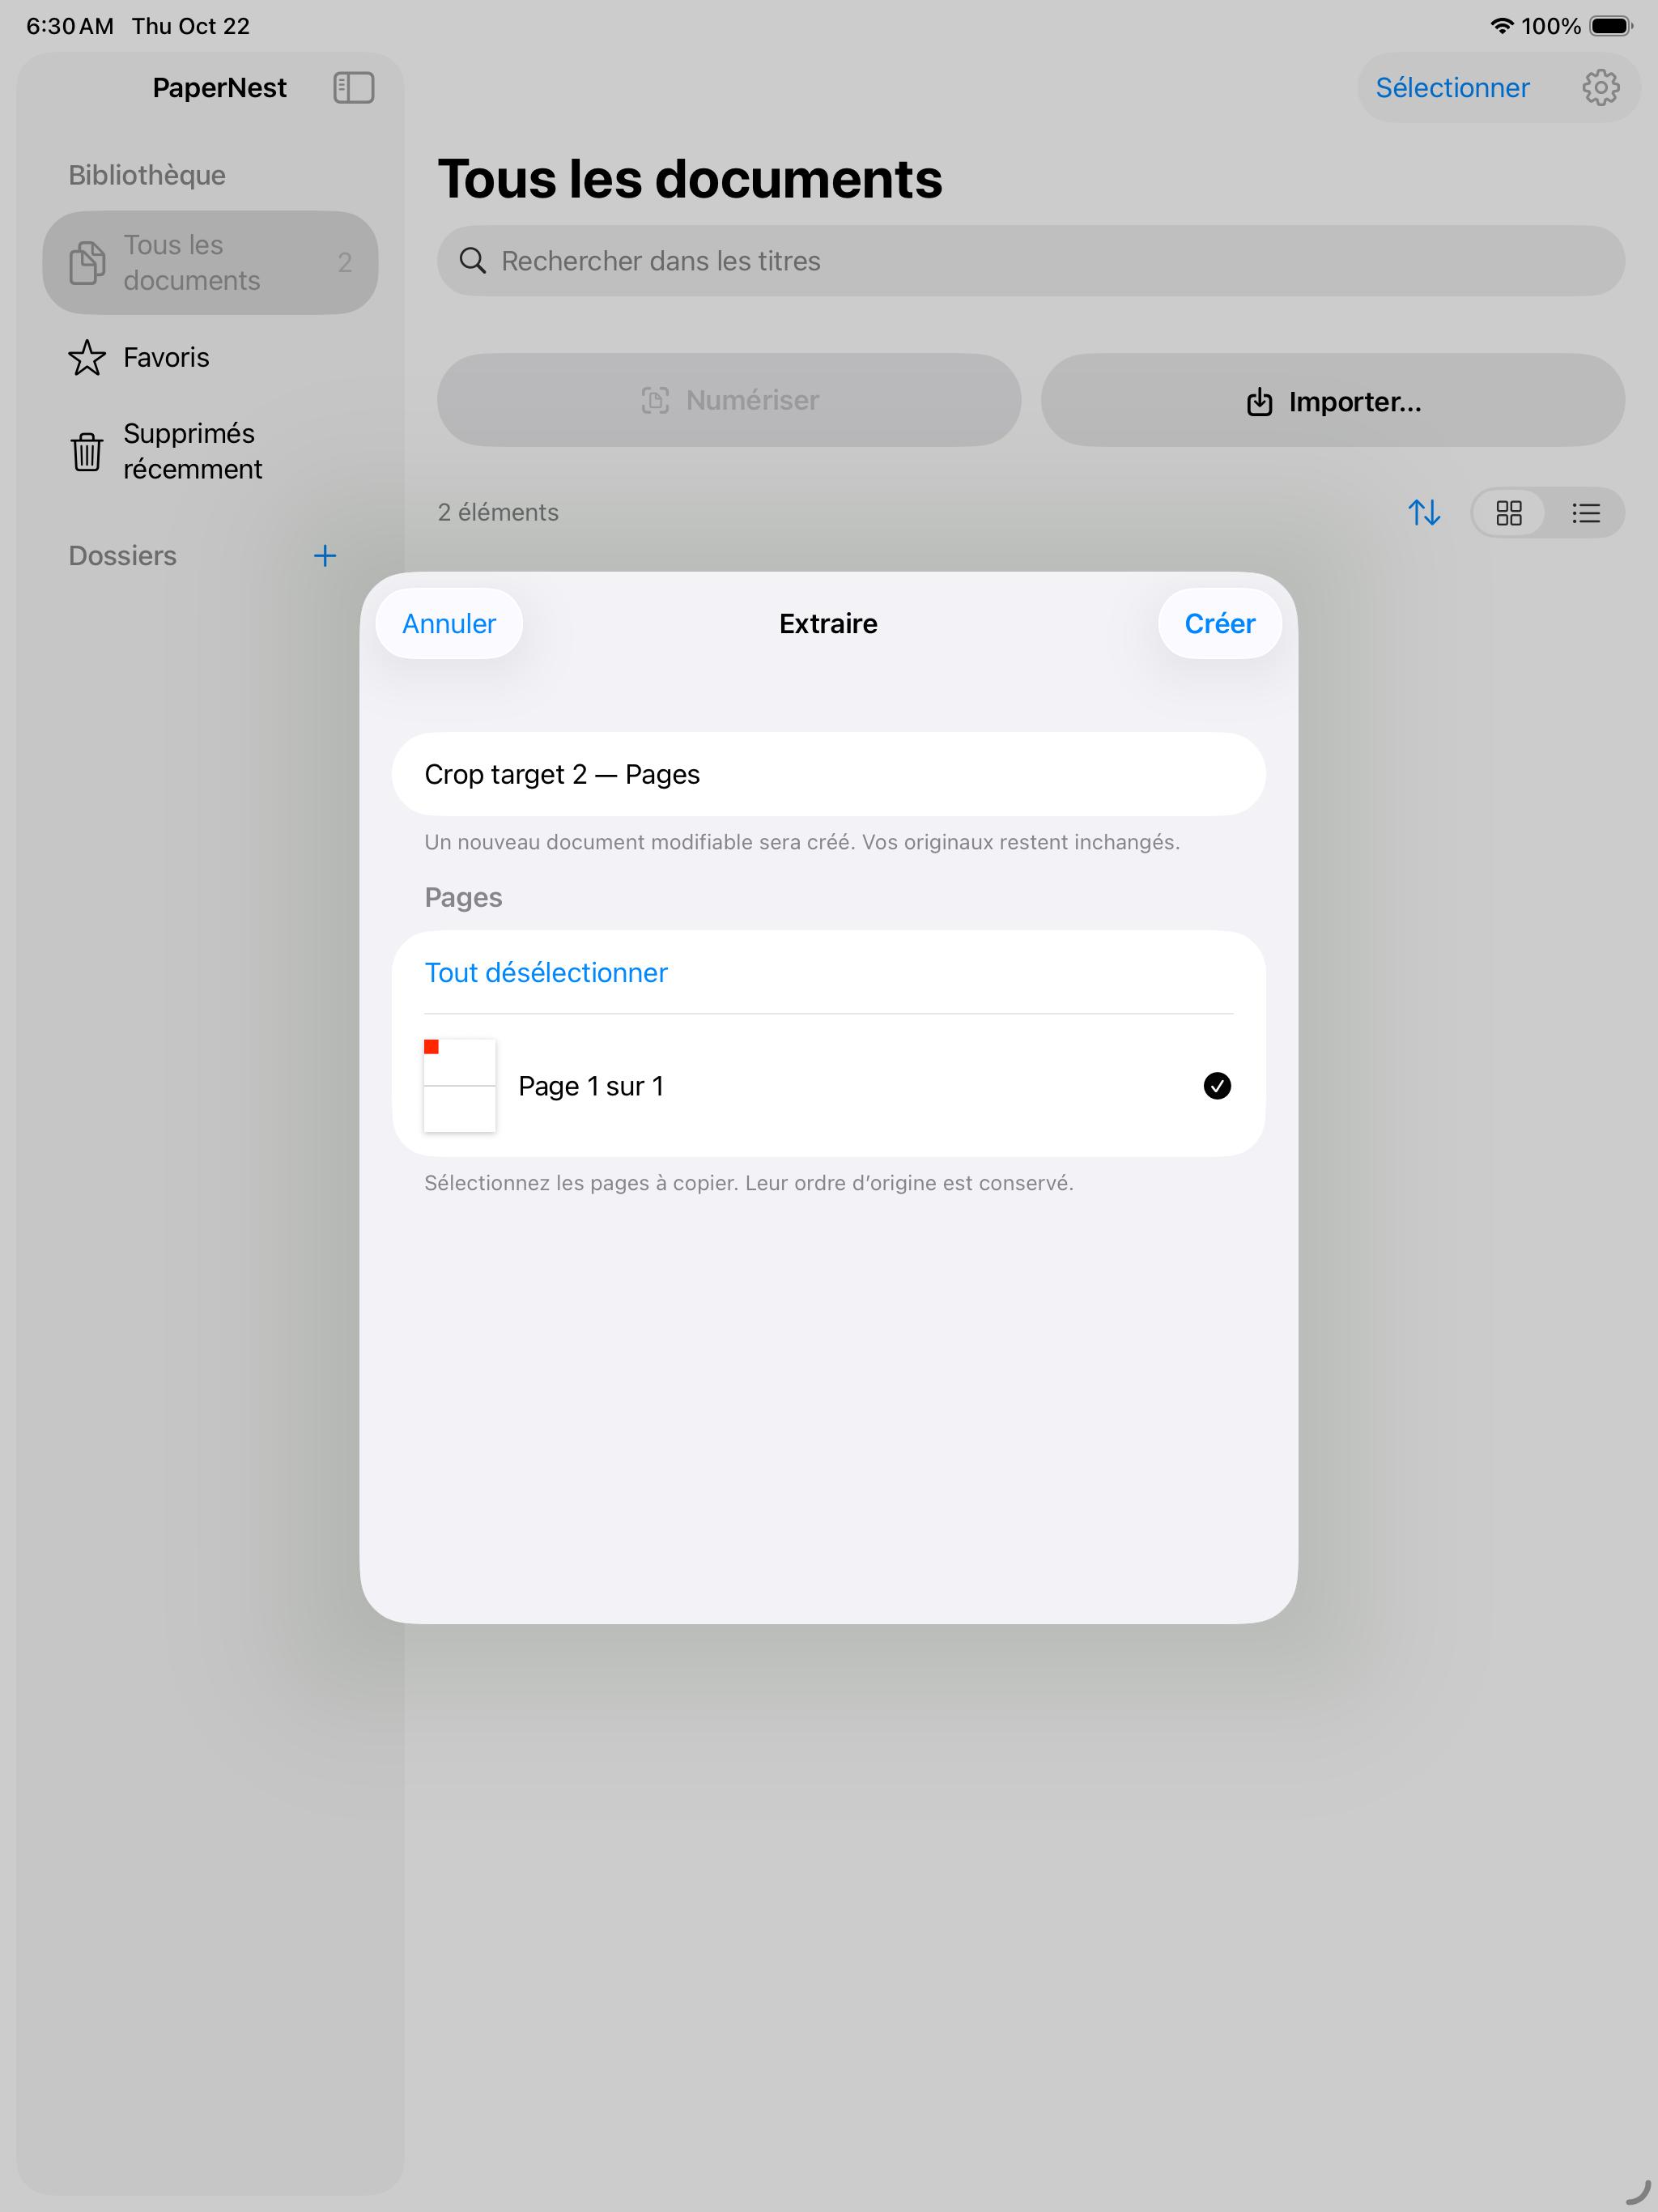 6:30 AM Thu Oct 22
100%
PaperNest
Sélectionner
Bibliothèque
Tous les
documents
2
Favoris
Supprimés
récemment
Dossiers
Tous les documents
Rechercher dans les titres
Numériser
Importer...
2 éléments
Annuler
Extraire
Créer
Crop target 2 — Pages
Un nouveau document modifiable sera créé. Vos originaux restent inchangés.
Pages
Tout désélectionner
Page 1 sur 1
Sélectionnez les pages à copier. Leur ordre d’origine est conservé.